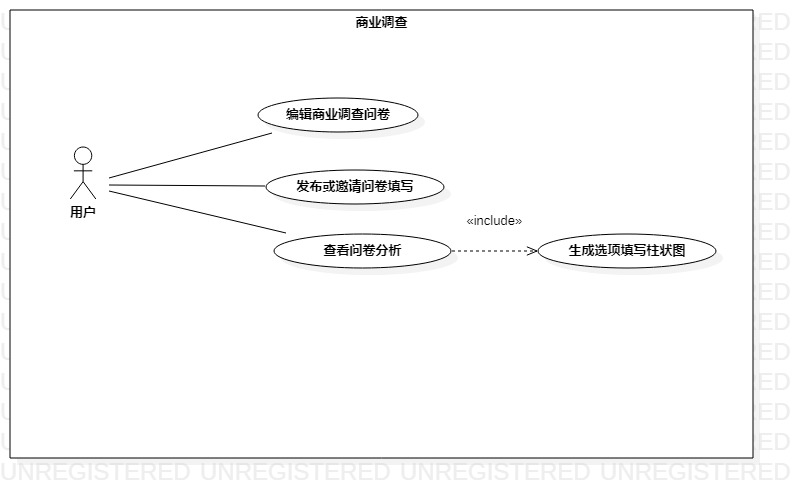 商业调查
编辑商业调查问卷
用户
发布或邀请问卷填写
«include»
查看问卷分析
生成选项填写柱状图
UNREGISTERED UNREGISTERED UNREGISTERED UNREGISTERED